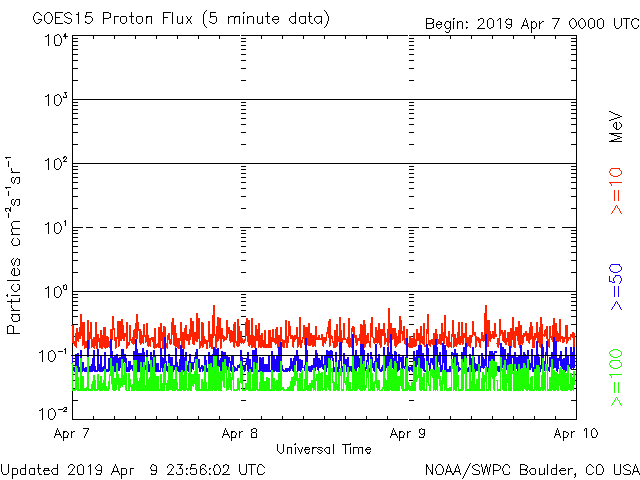 GOES15 Proton Flux (5 minute data)
Begin: 2019 Apr 7 0000 UTC
Particles cm⁻²s⁻¹sr⁻¹
10⁴
10³
10²
10¹
10⁰
10⁻¹
10⁻²
MeV
>=10
>=50
>=100
Apr 7
Apr 8
Apr 9
Apr 10
Universal Time
Updated 2019 Apr  9 23:56:02 UTC
NOAA/SWPC Boulder, CO USA